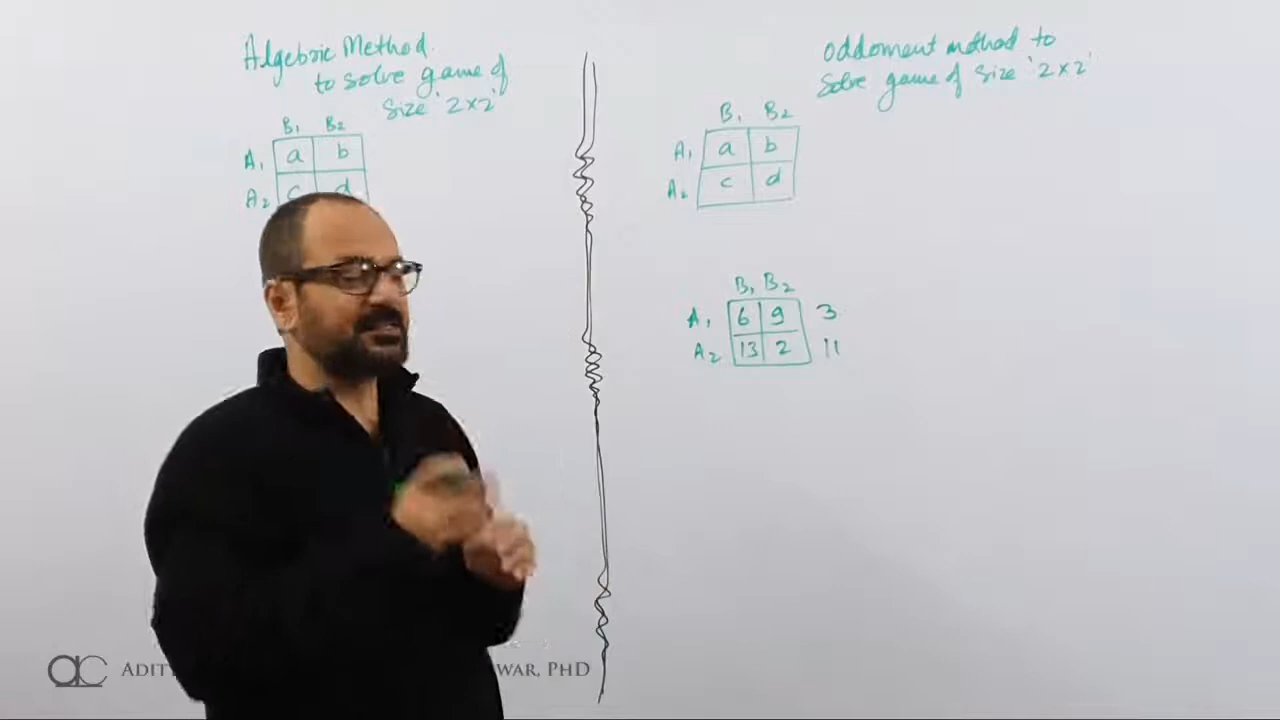 Algebric Method
to solve game of
size '2×2'
B1 B2
A1 a b
A2 c d
oddoment method to
solve game of size '2×2'
B1 B2
A1 a b
A2 c d
B1 B2
A1 6 9 3
A2 13 2 11
ac ADIT WAR, PHD